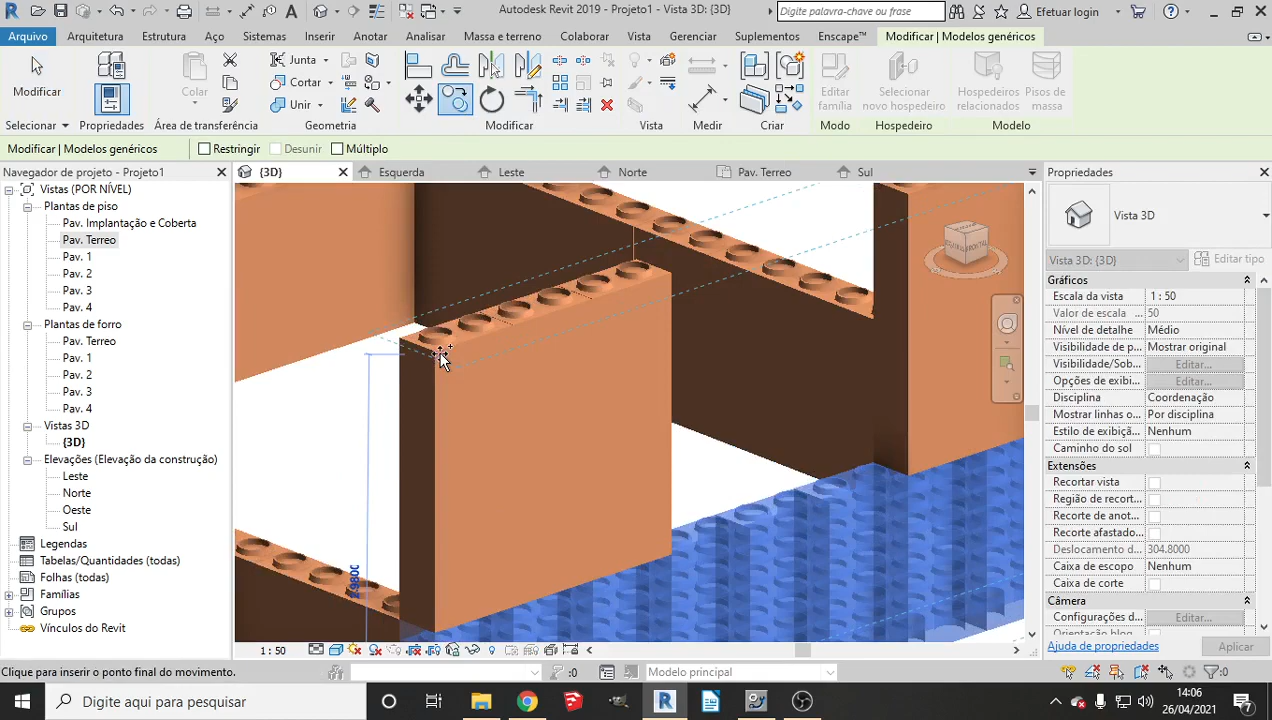 Autodesk Revit 2019 - Projeto1 - Vista 3D: {3D}
Digite palavra-chave ou frase
Efetuar login
Arquivo
Arquitetura
Estrutura
Aço
Sistemas
Inserir
Anotar
Analisar
Massa e terreno
Colaborar
Vista
Gerenciar
Suplementos
Enscape™
Modificar | Modelos genéricos
Modificar
Colar
Junta
Cortar
Unir
Editar família
Selecionar novo hospedeiro
Hospedeiros relacionados
Pisos de massa
Selecionar
Propriedades
Área de transferência
Geometria
Modificar
Vista
Medir
Criar
Modo
Hospedeiro
Modelo
Modificar | Modelos genéricos
Restringir
Desunir
Múltiplo
Navegador de projeto - Projeto1
Vistas (POR NÍVEL)
Plantas de piso
Pav. Implantação e Coberta
Pav. Terreo
Pav. 1
Pav. 2
Pav. 3
Pav. 4
Plantas de forro
Pav. Terreo
Pav. 1
Pav. 2
Pav. 3
Pav. 4
Vistas 3D
{3D}
Elevações (Elevação da construção)
Leste
Norte
Oeste
Sul
Legendas
Tabelas/Quantidades (todas)
Folhas (todas)
Famílias
Grupos
Vínculos do Revit
{3D}
Esquerda
Leste
Norte
Pav. Terreo
Sul
Propriedades
Vista 3D
Vista 3D: {3D}
Editar tipo
Gráficos
Escala da vista 1 : 50
Valor de escala 50
Nível de detalhe Médio
Visibilidade de p... Mostrar original
Visibilidade/Sob... Editar...
Opções de exibi... Editar...
Disciplina Coordenação
Mostrar linhas o... Por disciplina
Estilo de exibiçã... Nenhum
Caminho do sol
Extensões
Recortar vista
Região de recort...
Recorte de anot...
Recorte afastado...
Deslocamento d... 304.8000
Caixa de escopo Nenhum
Caixa de corte
Câmera
Configurações d... Editar...
Ajuda de propriedades
Aplicar
1 : 50
Clique para inserir o ponto final do movimento.
:0
Modelo principal
:0
Digite aqui para pesquisar
14:06
26/04/2021
7